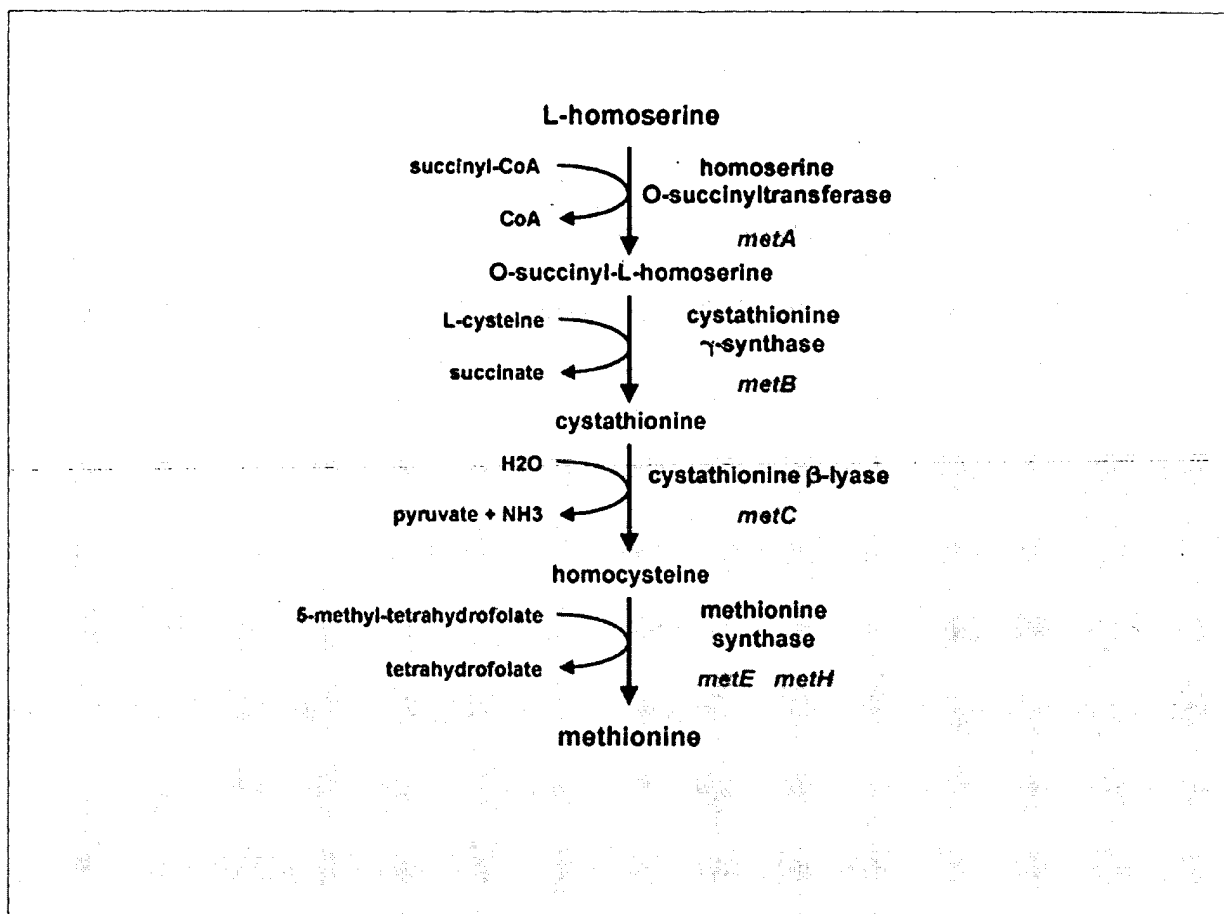 L-homoserine
succinyl-CoA
homoserine
O-succinyltransferase
CoA
metA
O-succinyl-L-homoserine
L-cysteine
cystathionine
γ-synthase
succinate
metB
cystathionine
H2O
cystathionine β-lyase
pyruvate + NH3
metC
homocysteine
5-methyl-tetrahydrofolate
methionine
synthase
tetrahydrofolate
metE metH
methionine